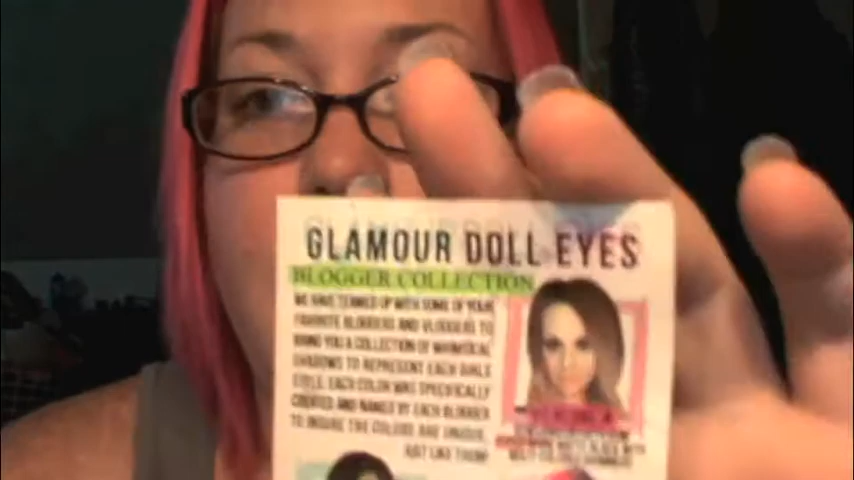 GLAMOUR DOLL EYES
BLOGGER COLLECTION
WE HAVE TEAMED UP WITH SOME OF YOUR
FAVORITE BLOGGERS AND VLOGGERS TO
BRING YOU A COLLECTION OF WHIMSICAL
SHADOWS TO REPRESENT EACH GIRLS
STYLE. EACH COLOR WAS SPECIFICALLY
CREATED AND NAMED BY EACH BLOGGER
TO INSURE THE COLORS ARE UNIQUE,
JUST LIKE THEM!